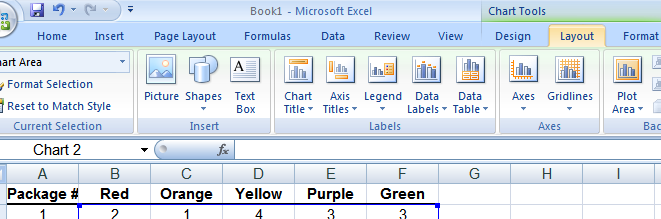 Book1 - Microsoft Excel
Chart Tools
Home Insert Page Layout Formulas Data Review View Design Layout Format
hart Area
Format Selection
Reset to Match Style
Current Selection
Picture Shapes Text Box
Insert
Chart Title Axis Titles Legend Data Labels Data Table
Labels
Axes Gridlines
Axes
Plot Area
Bac
Chart 2 fx
A B C D E F G H I
Package # Red Orange Yellow Purple Green
1 2 1 4 3 3